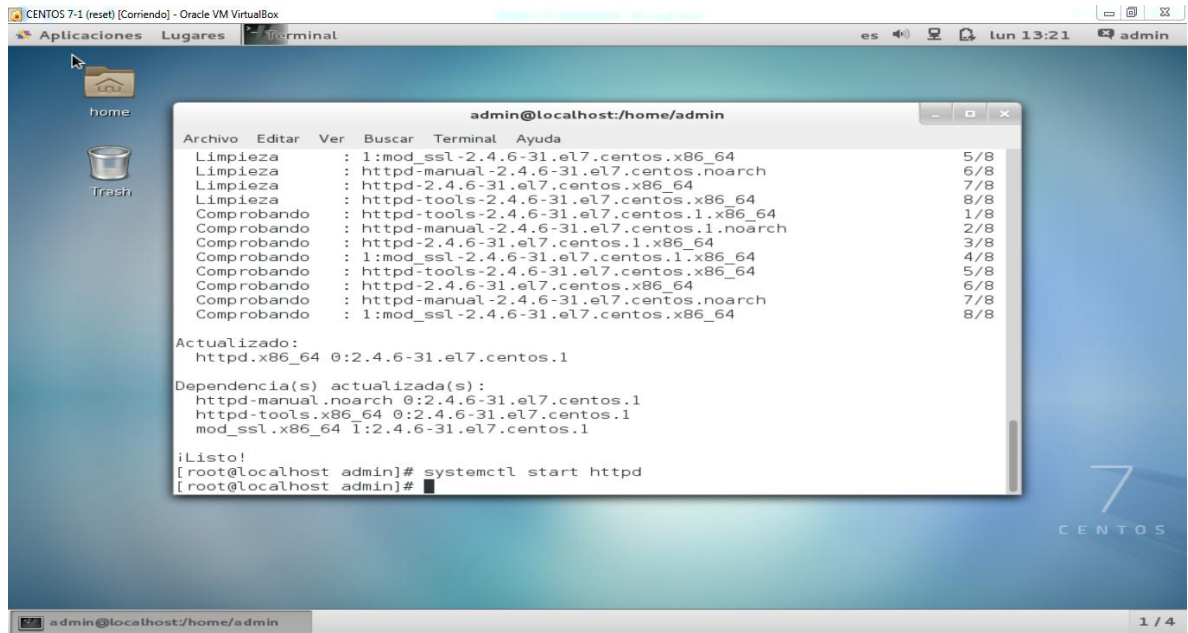 CENTOS 7-1 (reset) [Corriendo] - Oracle VM VirtualBox
Aplicaciones Lugares Terminal es lun 13:21 admin
home
Trash
admin@localhost:/home/admin
Archivo Editar Ver Buscar Terminal Ayuda
Limpieza : 1:mod_ssl-2.4.6-31.el7.centos.x86_64 5/8
Limpieza : httpd-manual-2.4.6-31.el7.centos.noarch 6/8
Limpieza : httpd-2.4.6-31.el7.centos.x86_64 7/8
Limpieza : httpd-tools-2.4.6-31.el7.centos.x86_64 8/8
Comprobando : httpd-tools-2.4.6-31.el7.centos.1.x86_64 1/8
Comprobando : httpd-manual-2.4.6-31.el7.centos.1.noarch 2/8
Comprobando : httpd-2.4.6-31.el7.centos.1.x86_64 3/8
Comprobando : 1:mod_ssl-2.4.6-31.el7.centos.1.x86_64 4/8
Comprobando : httpd-tools-2.4.6-31.el7.centos.x86_64 5/8
Comprobando : httpd-2.4.6-31.el7.centos.x86_64 6/8
Comprobando : httpd-manual-2.4.6-31.el7.centos.noarch 7/8
Comprobando : 1:mod_ssl-2.4.6-31.el7.centos.x86_64 8/8
Actualizado:
httpd.x86_64 0:2.4.6-31.el7.centos.1
Dependencia(s) actualizada(s):
httpd-manual.noarch 0:2.4.6-31.el7.centos.1
httpd-tools.x86_64 0:2.4.6-31.el7.centos.1
mod_ssl.x86_64 1:2.4.6-31.el7.centos.1
¡Listo!
[root@localhost admin]# systemctl start httpd
[root@localhost admin]#
7
CENTOS
admin@localhost:/home/admin 1 / 4